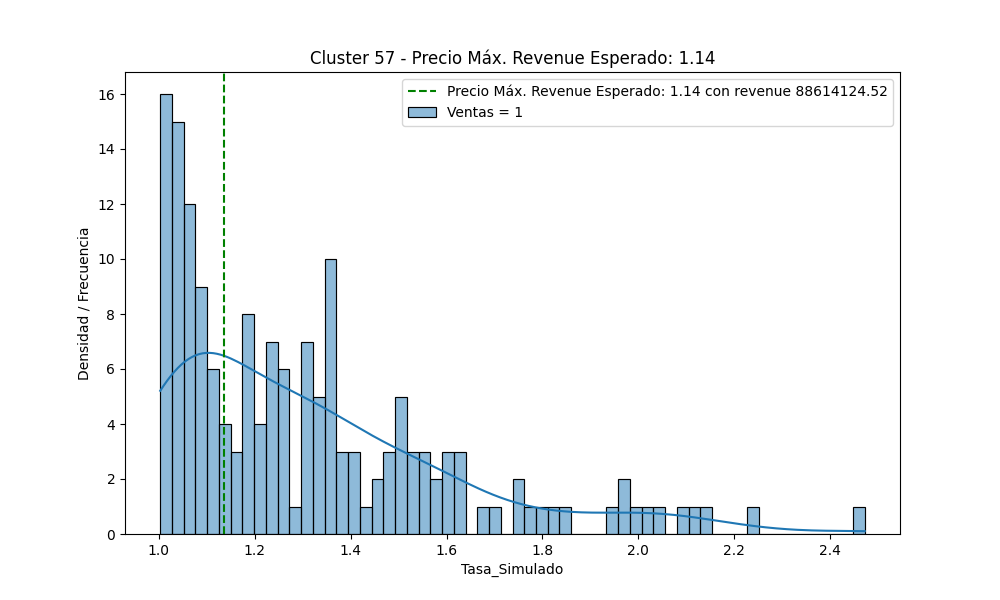 Cluster 57 - Precio Máx. Revenue Esperado: 1.14
Precio Máx. Revenue Esperado: 1.14 con revenue 88614124.52
Ventas = 1
Densidad / Frecuencia
16
14
12
10
8
6
4
2
0
1.0 1.2 1.4 1.6 1.8 2.0 2.2 2.4
Tasa_Simulado